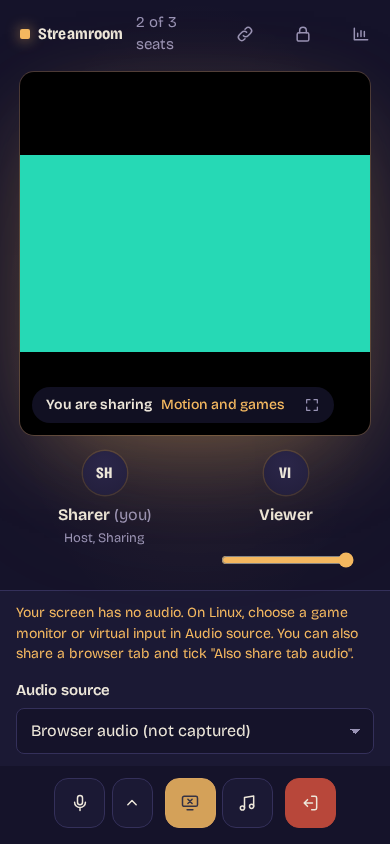 Streamroom
2 of 3
seats
You are sharing Motion and games
SH
VI
Sharer (you)
Viewer
Host, Sharing
Your screen has no audio. On Linux, choose a game
monitor or virtual input in Audio source. You can also
share a browser tab and tick "Also share tab audio".
Audio source
Browser audio (not captured)